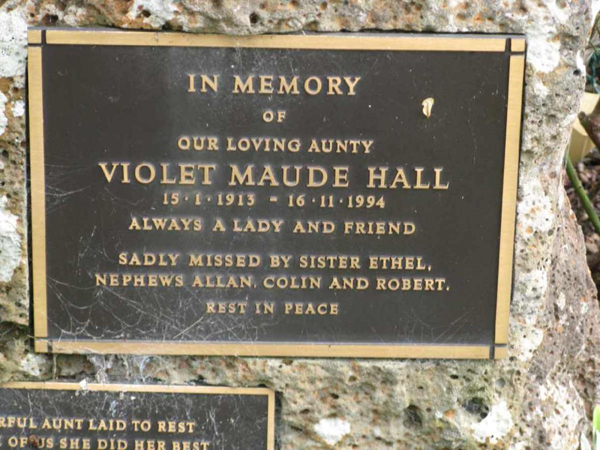 IN MEMORY
OF
OUR LOVING AUNTY
VIOLET MAUDE HALL
15·1·1913 – 16·11·1994
ALWAYS A LADY AND FRIEND
SADLY MISSED BY SISTER ETHEL,
NEPHEWS ALLAN, COLIN AND ROBERT.
REST IN PEACE
AUNT LAID TO REST
OF US SHE DID HER BEST